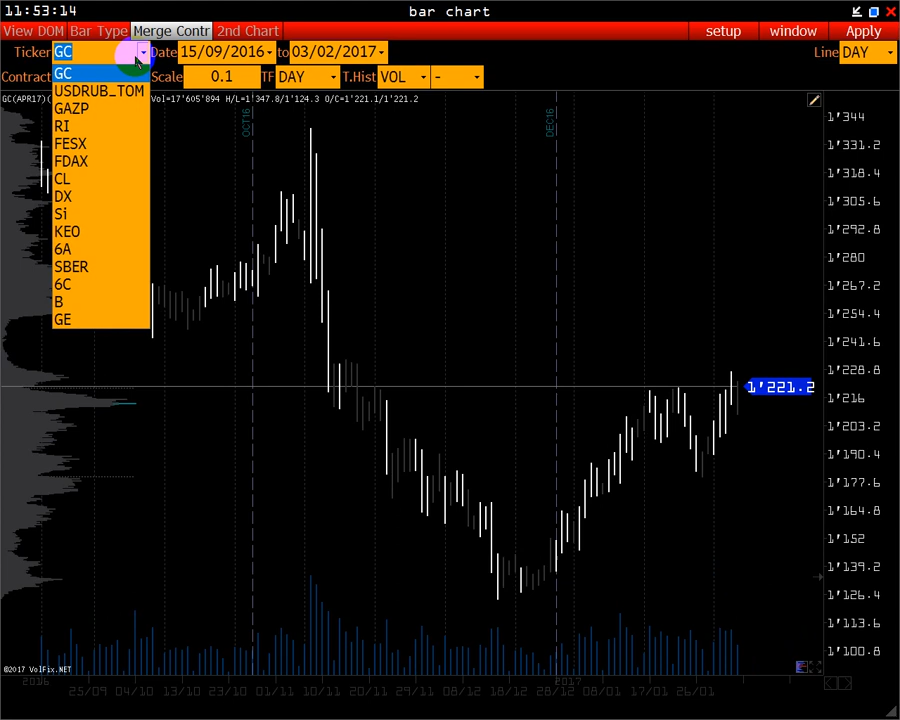 11:53:14 bar chart
View DOM Bar Type Merge Contr 2nd Chart setup window Apply
Ticker GC Date 15/09/2016 to 03/02/2017 Line DAY
Contract Scale 0.1 TF DAY T.Hist VOL -
GC
USDRUB_TOM
GAZP
RI
FESX
FDAX
CL
DX
Si
KEO
6A
SBER
6C
B
GE
GC(APR17) Vol=17'605'894 H/L=1'347.8/1'124.3 O/C=1'221.1/1'221.2
OCT16
DEC16
1'344
1'331.2
1'318.4
1'305.6
1'292.8
1'280
1'267.2
1'254.4
1'241.6
1'228.8
1'221.2
1'216
1'203.2
1'190.4
1'177.6
1'164.8
1'152
1'139.2
1'126.4
1'113.6
1'100.8
©2017 VolFix.NET
2016 2017
25/09 04/10 13/10 23/10 01/11 10/11 20/11 29/11 08/12 18/12 28/12 08/01 17/01 26/01